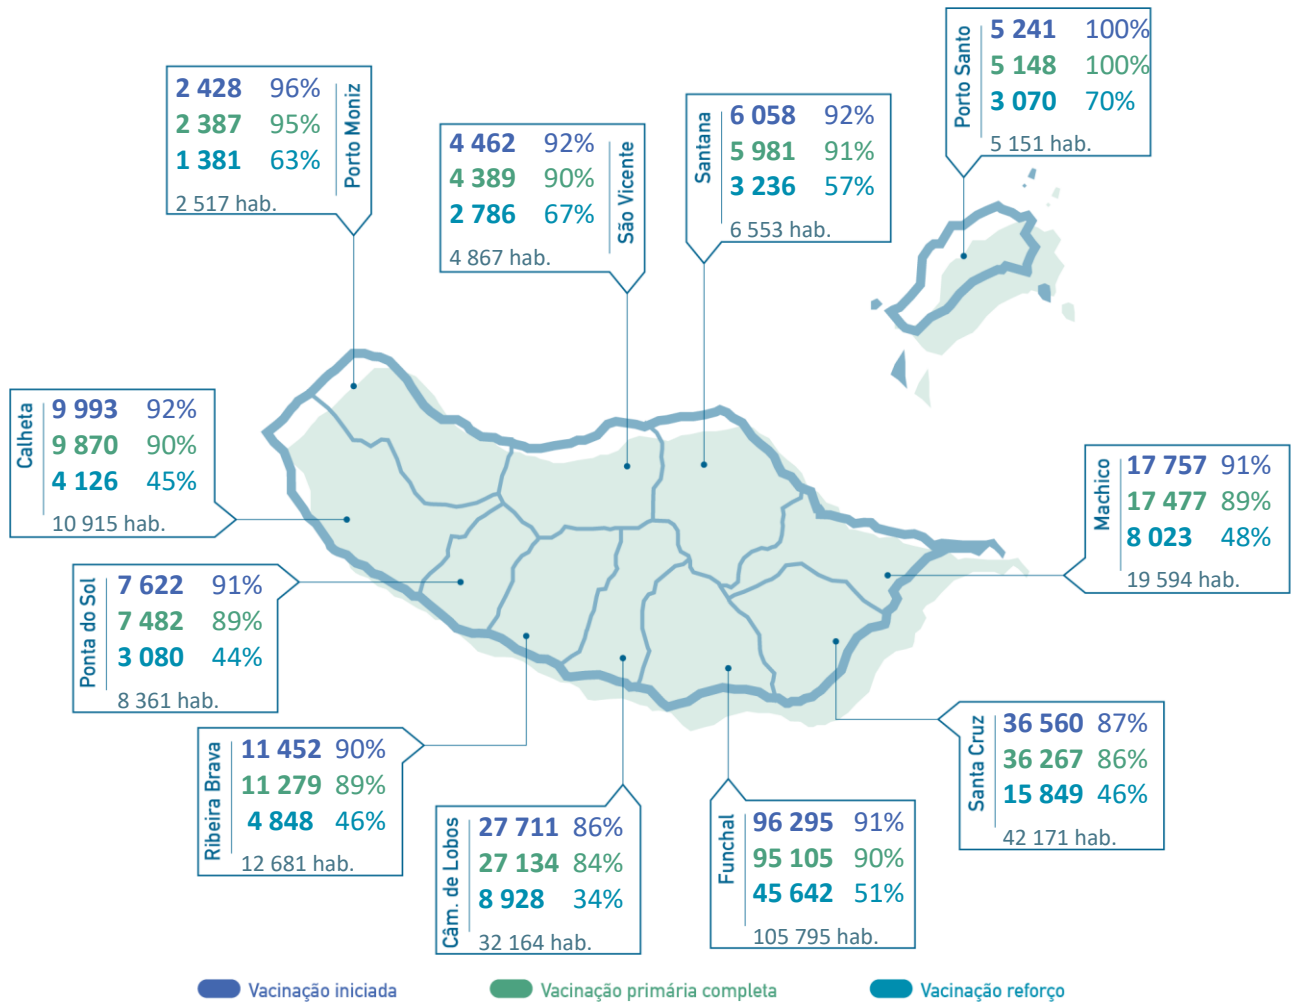 Porto Santo
5 241 100%
5 148 100%
3 070 70%
5 151 hab.
Porto Moniz
2 428 96%
2 387 95%
1 381 63%
2 517 hab.
São Vicente
4 462 92%
4 389 90%
2 786 67%
4 867 hab.
Santana
6 058 92%
5 981 91%
3 236 57%
6 553 hab.
Calheta
9 993 92%
9 870 90%
4 126 45%
10 915 hab.
Machico
17 757 91%
17 477 89%
8 023 48%
19 594 hab.
Ponta do Sol
7 622 91%
7 482 89%
3 080 44%
8 361 hab.
Ribeira Brava
11 452 90%
11 279 89%
4 848 46%
12 681 hab.
Câm. de Lobos
27 711 86%
27 134 84%
8 928 34%
32 164 hab.
Funchal
96 295 91%
95 105 90%
45 642 51%
105 795 hab.
Santa Cruz
36 560 87%
36 267 86%
15 849 46%
42 171 hab.
Vacinação iniciada
Vacinação primária completa
Vacinação reforço